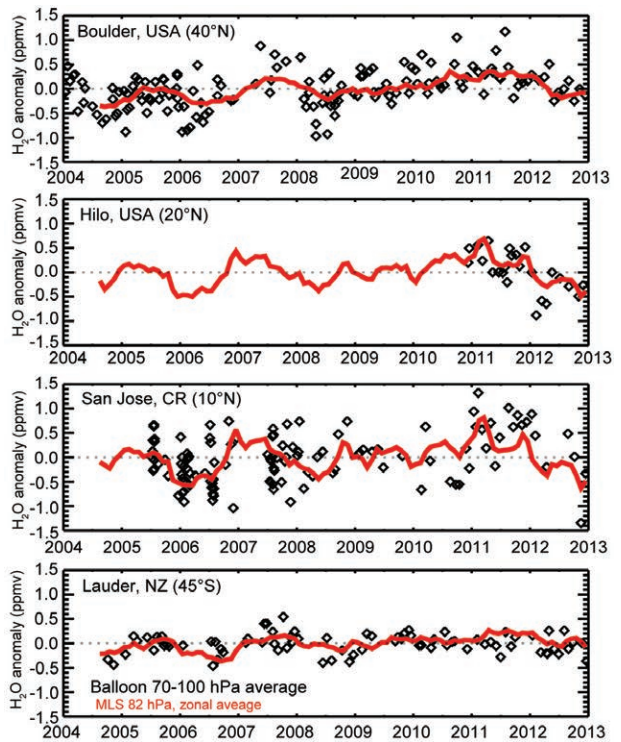 H₂O anomaly (ppmv)
1.5
1.0
0.5
0.0
-0.5
-1.0
-1.5
Boulder, USA (40°N)
2004 2005 2006 2007 2008 2009 2010 2011 2012 2013
H₂O anomaly (ppmv)
1.5
1.0
0.5
0.0
-0.5
-1.0
-1.5
Hilo, USA (20°N)
2004 2005 2006 2007 2008 2009 2010 2011 2012 2013
H₂O anomaly (ppmv)
1.5
1.0
0.5
0.0
-0.5
-1.0
-1.5
San Jose, CR (10°N)
2004 2005 2006 2007 2008 2009 2010 2011 2012 2013
H₂O anomaly (ppmv)
1.5
1.0
0.5
0.0
-0.5
-1.0
-1.5
Lauder, NZ (45°S)
Balloon 70-100 hPa average
MLS 82 hPa, zonal aveage
2004 2005 2006 2007 2008 2009 2010 2011 2012 2013